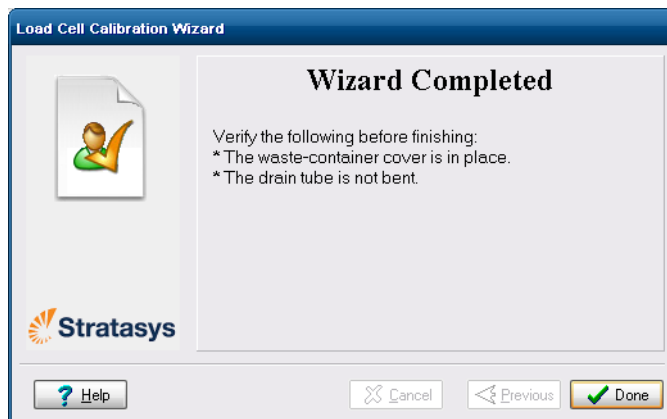 Load Cell Calibration Wizard
Wizard Completed
Verify the following before finishing:
* The waste-container cover is in place.
* The drain tube is not bent.
Stratasys
? Help
Cancel
Previous
Done